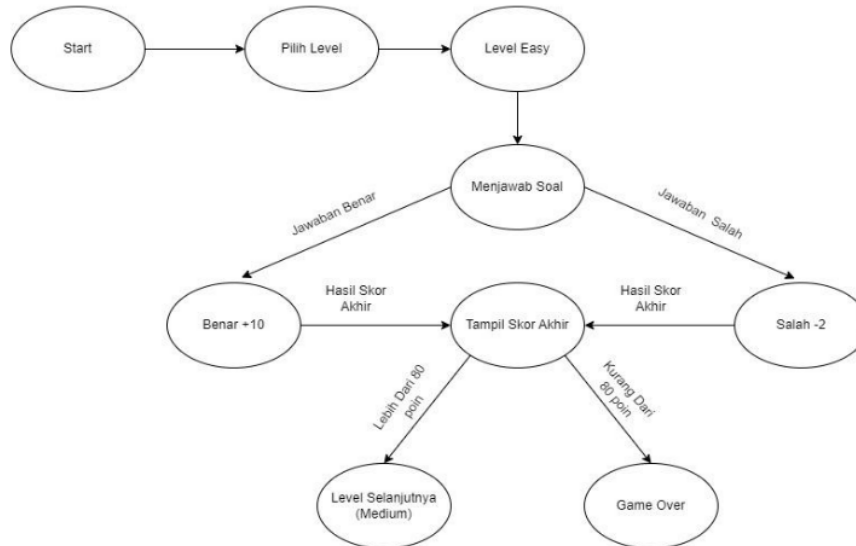 Start
Pilih Level
Level Easy
Menjawab Soal
Jawaban Benar
Jawaban Salah
Benar +10
Hasil Skor
Akhir
Tampil Skor Akhir
Hasil Skor
Akhir
Salah -2
Lebih Dari 80
poin
Kurang Dari
80 poin
Level Selanjutnya
(Medium)
Game Over